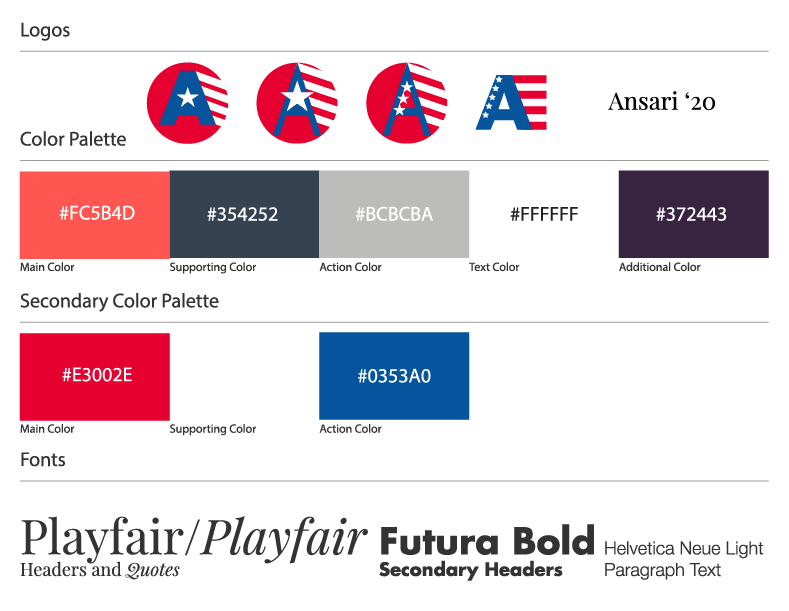 Logos
A A A A
Ansari ‘20
Color Palette
#FC5B4D #354252 #BCBCBA #FFFFFF #372443
Main Color Supporting Color Action Color Text Color Additional Color
Secondary Color Palette
#E3002E #0353A0
Main Color Supporting Color Action Color
Fonts
Playfair/Playfair Futura Bold Helvetica Neue Light
Headers and Quotes Secondary Headers Paragraph Text